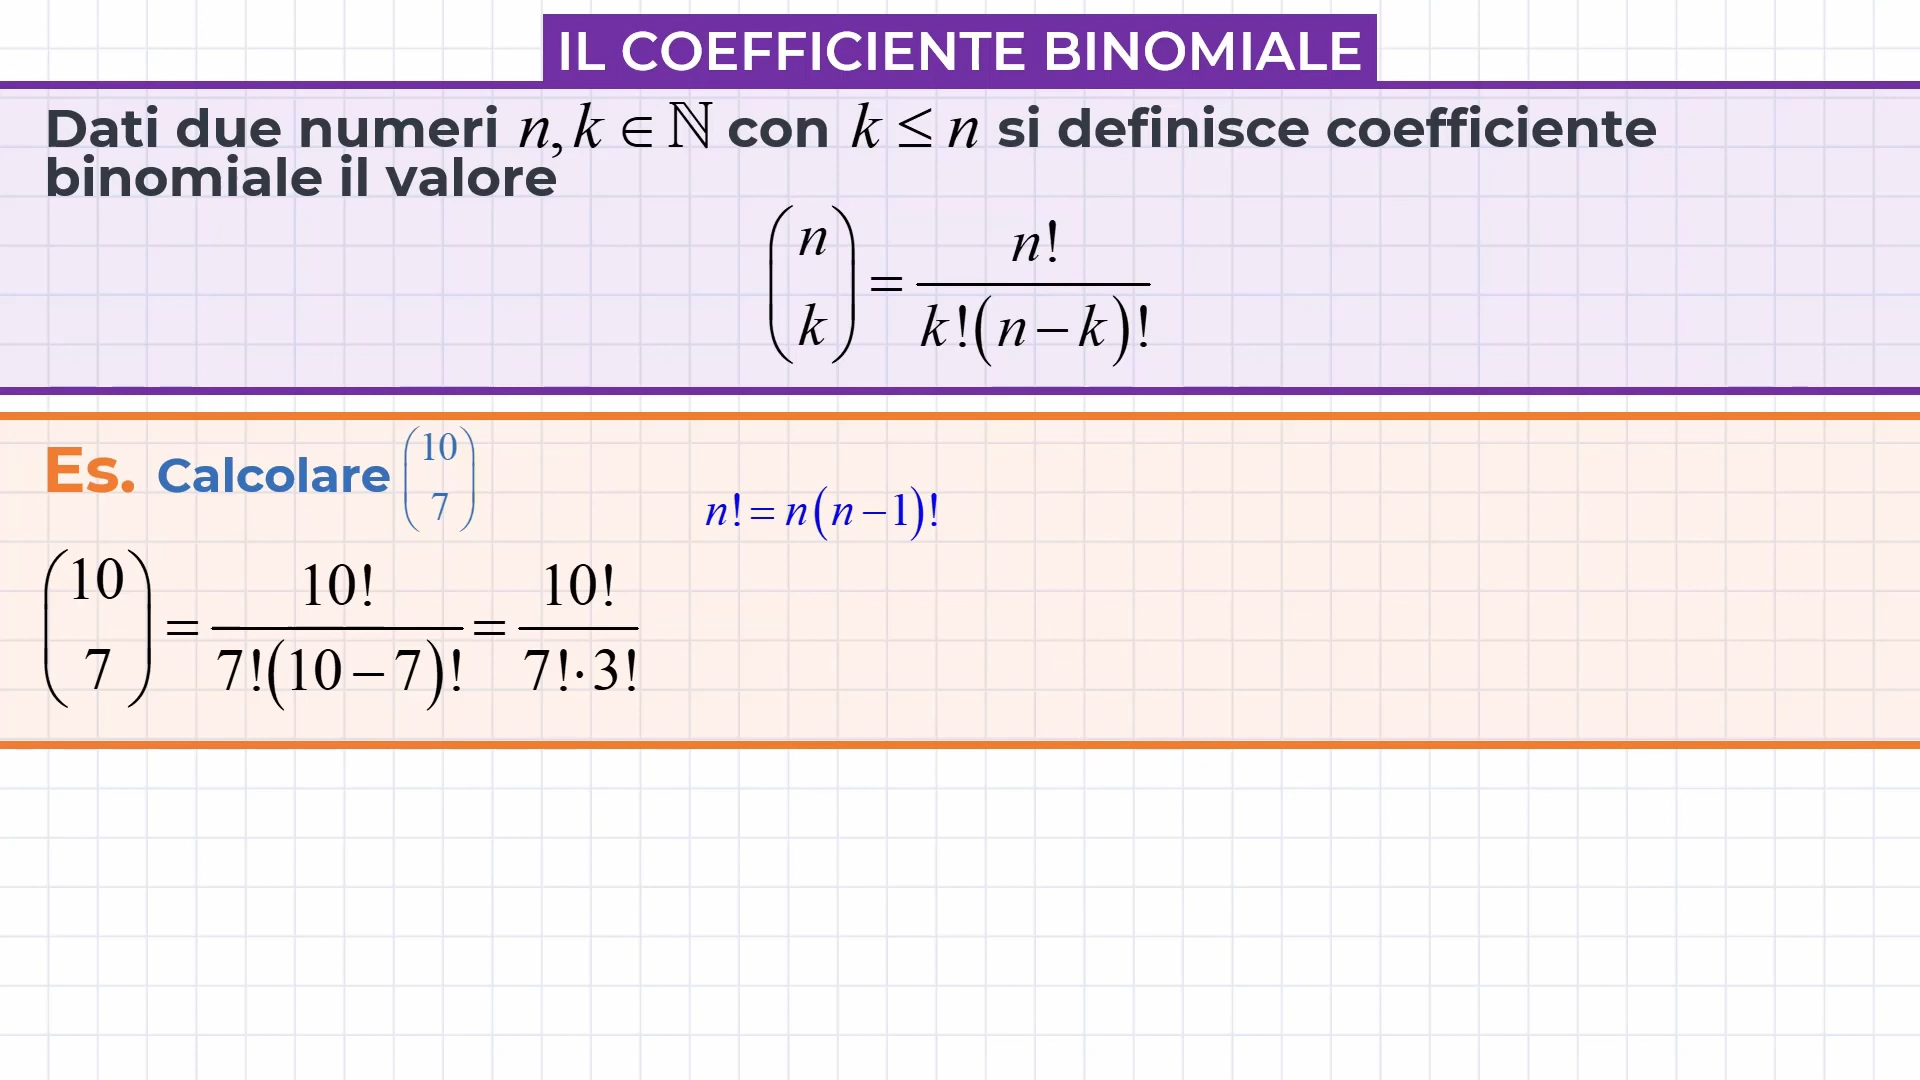 IL COEFFICIENTE BINOMIALE
Dati due numeri n, k ∈ ℕ con k ≤ n si definisce coefficiente
binomiale il valore
(n k) = n! / k!(n − k)!
Es. Calcolare (10 7)
n! = n(n − 1)!
(10 7) = 10! / 7!(10 − 7)! = 10! / 7!·3!